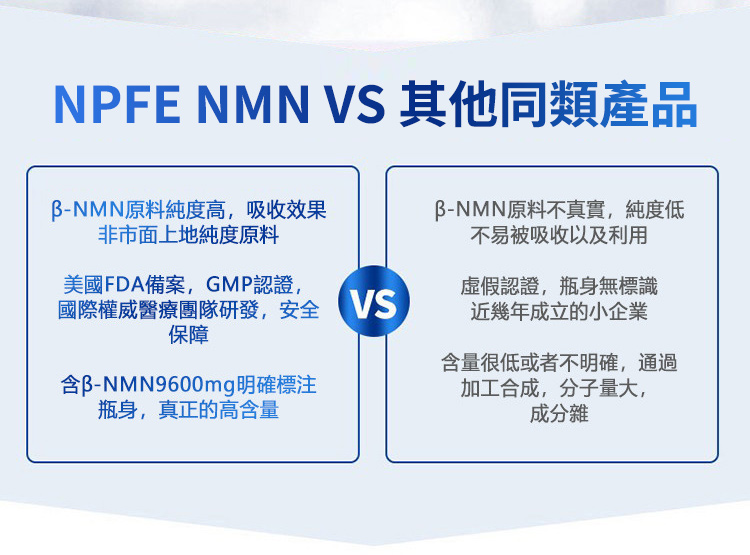 NPFE NMN VS 其他同類產品
β-NMN原料純度高，吸收效果
非市面上地純度原料
美國FDA備案，GMP認證，
國際權威醫療團隊研發，安全
保障
含β-NMN9600mg明確標注
瓶身，真正的高含量
VS
β-NMN原料不真實，純度低
不易被吸收以及利用
虛假認證，瓶身無標識
近幾年成立的小企業
含量很低或者不明確，通過
加工合成，分子量大，
成分雜